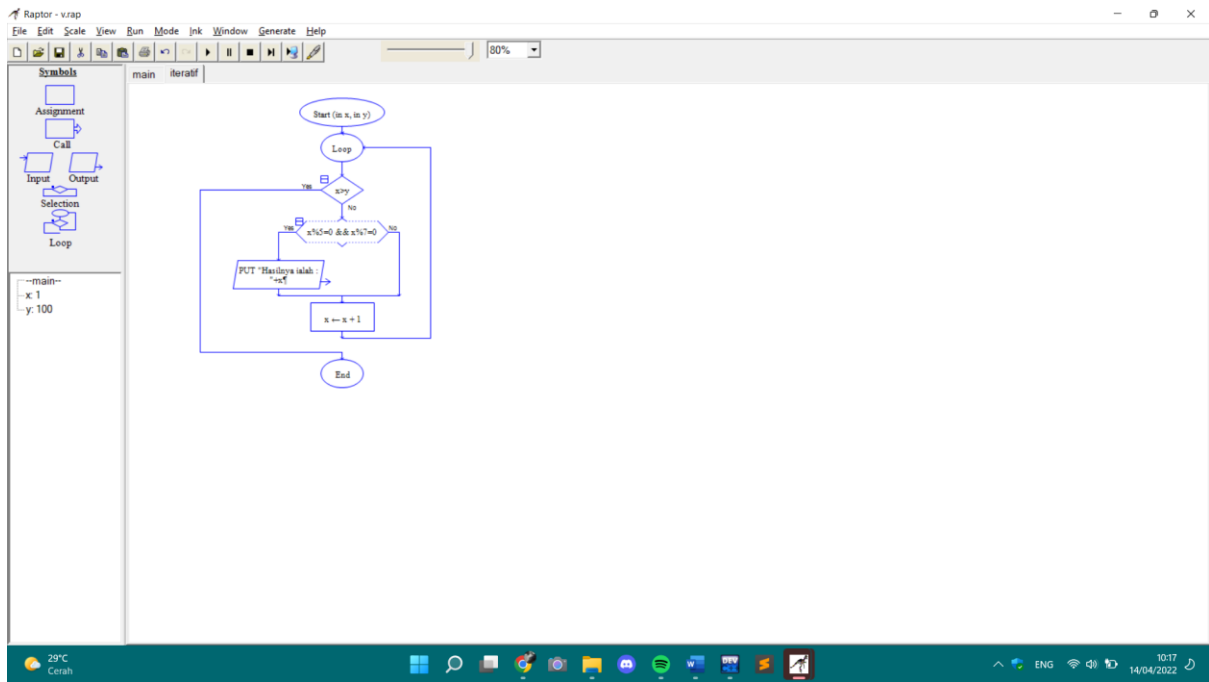 Raptor - v.rap
File Edit Scale View Run Mode Ink Window Generate Help
80%
Symbols
Assignment
Call
Input Output
Selection
Loop
--main--
x: 1
y: 100
main iteratif
Start (in x, in y)
Loop
Yes
x>y
No
Yes
x%5=0 && x%7=0
No
PUT "Hasilnya ialah :
"+x¶
x ← x + 1
End
29°C
Cerah
W
DEV
ENG
10:17
14/04/2022